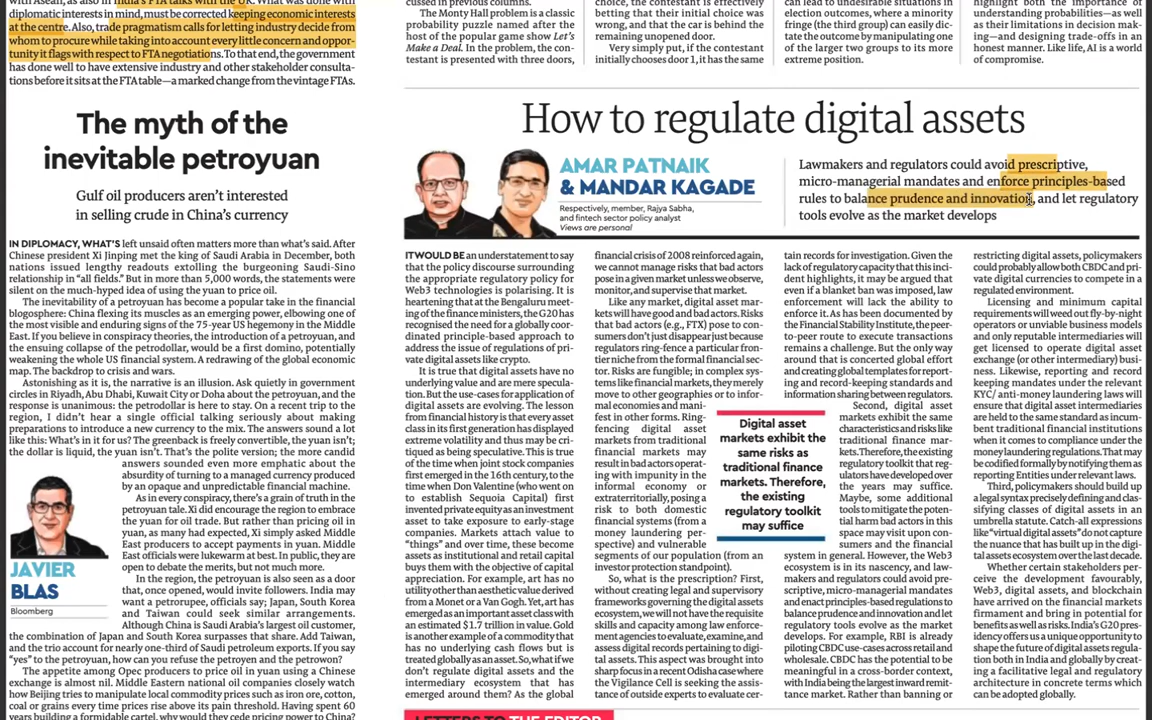 with Asean, as also in India's FTA talks with the UK. What was done with
diplomatic interests in mind, must be corrected keeping economic interests
at the centre. Also, trade pragmatism calls for letting industry decide from
whom to procure while taking into account every little concern and oppor-
tunity it flags with respect to FTA negotiations. To that end, the government
has done well to have extensive industry and other stakeholder consulta-
tions before it sits at the FTA table—a marked change from the vintage FTAs.
The myth of the
inevitable petroyuan
Gulf oil producers aren't interested
in selling crude in China's currency
IN DIPLOMACY, WHAT'S left unsaid often matters more than what's said. After
Chinese president Xi Jinping met the king of Saudi Arabia in December, both
nations issued lengthy readouts extolling the burgeoning Saudi-Sino
relationship in "all fields." But in more than 5,000 words, the statements were
silent on the much-hyped idea of using the yuan to price oil.
The inevitability of a petroyuan has become a popular take in the financial
blogosphere: China flexing its muscles as an emerging power, elbowing one
of the most visible and enduring signs of the 75-year US hegemony in the Middle
East. If you believe in conspiracy theories, the introduction of a petroyuan, and
the ensuing collapse of the petrodollar, would be a first domino, potentially
weakening the whole US financial system. A redrawing of the global economic
map. The backdrop to crisis and wars.
Astonishing as it is, the narrative is an illusion. Ask quietly in government
circles in Riyadh, Abu Dhabi, Kuwait City or Doha about the petroyuan, and the
response is unanimous: the petrodollar is here to stay. On a recent trip to the
region, I didn't hear a single official talking seriously about making
preparations to introduce a new currency to the mix. The answers sound a lot
like this: What's in it for us? The greenback is freely convertible, the yuan isn't;
the dollar is liquid, the yuan isn't. That's the polite version; the more candid
answers sounded even more emphatic about the
absurdity of turning to a managed currency produced
by an opaque and unpredictable financial machine.
As in every conspiracy, there's a grain of truth in the
petroyuan tale. Xi did encourage the region to embrace
the yuan for oil trade. But rather than pricing oil in
yuan, as many had expected, Xi simply asked Middle
East producers to accept payments in yuan. Middle
East officials were lukewarm at best. In public, they are
open to debate the merits, but not much more.
In the region, the petroyuan is also seen as a door
that, once opened, would invite followers. India may
want a petrorupee, officials say; Japan, South Korea
and Taiwan could seek similar arrangements.
Although China is Saudi Arabia's largest oil customer,
the combination of Japan and South Korea surpasses that share. Add Taiwan,
and the trio account for nearly one-third of Saudi petroleum exports. If you say
"yes" to the petroyuan, how can you refuse the petroyen and the petrowon?
The appetite among Opec producers to price oil in yuan using a Chinese
exchange is almost nil. Middle Eastern national oil companies closely watch
how Beijing tries to manipulate local commodity prices such as iron ore, cotton,
coal or grains every time prices rise above its pain threshold. Having spent 60
years building a formidable cartel, why would they cede pricing power to China?
JAVIER
BLAS
Bloomberg
cussed in previous sections.
The Monty Hall problem is a classic
probability puzzle named after the
host of the popular game show Let's
Make a Deal. In the problem, the con-
testant is presented with three doors,
choice, the contestant is effectively
betting that their initial choice was
wrong, and that the car is behind the
remaining unopened door.
Very simply put, if the contestant
initially chooses door 1, it has the same
can lead to undesirable situations in
election outcomes, where a minority
fringe (the third group) can easily dic-
tate the outcome by manipulating one
of the larger two groups to its more
extreme position.
highlight both the importance of
understanding probabilities—as well
as their limitations in decision mak-
ing—and designing trade-offs in an
honest manner. Like life, AI is a world
of compromise.
How to regulate digital assets
AMAR PATNAIK
& MANDAR KAGADE
Respectively, member, Rajya Sabha,
and fintech sector policy analyst
Views are personal
Lawmakers and regulators could avoid prescriptive,
micro-managerial mandates and enforce principles-based
rules to balance prudence and innovation, and let regulatory
tools evolve as the market develops
IT WOULD BE an understatement to say
that the policy discourse surrounding
the appropriate regulatory policy for
Web3 technologies is polarising. It is
heartening that at the Bengaluru meet-
ing of the finance ministers, the G20 has
recognised the need for a globally coor-
dinated principle-based approach to
address the issue of regulations of pri-
vate digital assets like crypto.
It is true that digital assets have no
underlying value and are mere specula-
tion. But the use-cases for application of
digital assets are evolving. The lesson
from financial history is that every asset
class in its first generation has displayed
extreme volatility and thus may be cri-
tiqued as being speculative. This is true
of the time when joint stock companies
first emerged in the 16th century, to the
time when Don Valentine (who went on
to establish Sequoia Capital) first
invented private equity as an investment
asset to take exposure to early-stage
companies. Markets attach value to
"things" and over time, these become
assets as institutional and retail capital
buys them with the objective of capital
appreciation. For example, art has no
utility other than aesthetic value derived
from a Monet or a Van Gogh. Yet, art has
emerged as an important asset class with
an estimated $1.7 trillion in value. Gold
is another example of a commodity that
has no underlying cash flows but is
treated globally as an asset. So, what if we
don't regulate digital assets and the
intermediary ecosystem that has
emerged around them? As the global
financial crisis of 2008 reinforced again,
we cannot manage risks that bad actors
pose in a given market unless we observe,
monitor, and supervise that market.
Like any market, digital asset mar-
kets will have good and bad actors. Risks
that bad actors (e.g., FTX) pose to con-
sumers don't just disappear just because
regulators ring-fence a particular fron-
tier niche from the formal financial sec-
tor. Risks are fungible; in complex sys-
tems like financial markets, they merely
move to other geographies or to infor-
mal economies and mani-
fest in other forms. Ring-
fencing digital asset
markets from traditional
financial markets may
result in bad actors operat-
ing with impunity in the
informal economy or
extraterritorially, posing a
risk to both domestic
financial systems (from a
money laundering per-
spective) and vulnerable
segments of our population (from an
investor protection standpoint).
So, what is the prescription? First,
without creating legal and supervisory
frameworks governing the digital assets
ecosystem, we will not have the requisite
skills and capacity among law enforce-
ment agencies to evaluate, examine, and
assess digital records pertaining to digi-
tal assets. This aspect was brought into
sharp focus in a recent Odisha case where
the Vigilance Cell is seeking the assis-
tance of outside experts to evaluate cer-
Digital asset
markets exhibit the
same risks as
traditional finance
markets. Therefore,
the existing
regulatory toolkit
may suffice
tain records for investigation. Given the
lack of regulatory capacity that this inci-
dent highlights, it may be argued that
even if a blanket ban was imposed, law
enforcement will lack the ability to
enforce it. As has been documented by
the Financial Stability Institute, the peer-
to-peer route to execute transactions
remains a challenge. But the only way
around that is concerted global effort
and creating global templates for report-
ing and record-keeping standards and
information sharing between regulators.
Second, digital asset
markets exhibit the same
characteristics and risks like
traditional finance mar-
kets. Therefore, the existing
regulatory toolkit that reg-
ulators have developed over
the years may suffice.
Maybe, some additional
tools to mitigate the poten-
tial harm bad actors in this
space may visit upon con-
sumers and the financial
system in general. However, the Web3
ecosystem is in its nascency, and law-
makers and regulators could avoid pre-
scriptive, micro-managerial mandates
and enact principles-based regulations to
balance prudence and innovation and let
regulatory tools evolve as the market
develops. For example, RBI is already
piloting CBDC use-cases across retail and
wholesale. CBDC has the potential to be
meaningful in a cross-border context,
with India being the largest inward remit-
tance market. Rather than banning or
restricting digital assets, policymakers
could probably allow both CBDC and pri-
vate digital currencies to compete in a
regulated environment.
Licensing and minimum capital
requirements will weed out fly-by-night
operators or unviable business models
and only reputable intermediaries will
get licensed to operate digital asset
exchange (or other intermediary) busi-
ness. Likewise, reporting and record
keeping mandates under the relevant
KYC/ anti-money laundering laws will
ensure that digital asset intermediaries
are held to the same standard as incum-
bent traditional financial institutions
when it comes to compliance under the
money laundering regulations. That may
be codified formally by notifying them as
reporting Entities under relevant laws.
Third, policymakers should build up
a legal syntax precisely defining and clas-
sifying classes of digital assets in an
umbrella statute. Catch-all expressions
like "virtual digital assets" do not capture
the nuance that has built up in the digi-
tal assets ecosystem over the last decade.
Whether certain stakeholders per-
ceive the development favourably,
Web3, digital assets, and blockchain
have arrived on the financial markets
firmament and bring in potential for
benefits as well as risks. India's G20 pres-
idency offers us a unique opportunity to
shape the future of digital assets regula-
tion both in India and globally by creat-
ing a facilitative legal and regulatory
architecture in concrete terms which
can be adopted globally.
LETTERS TO THE EDITOR